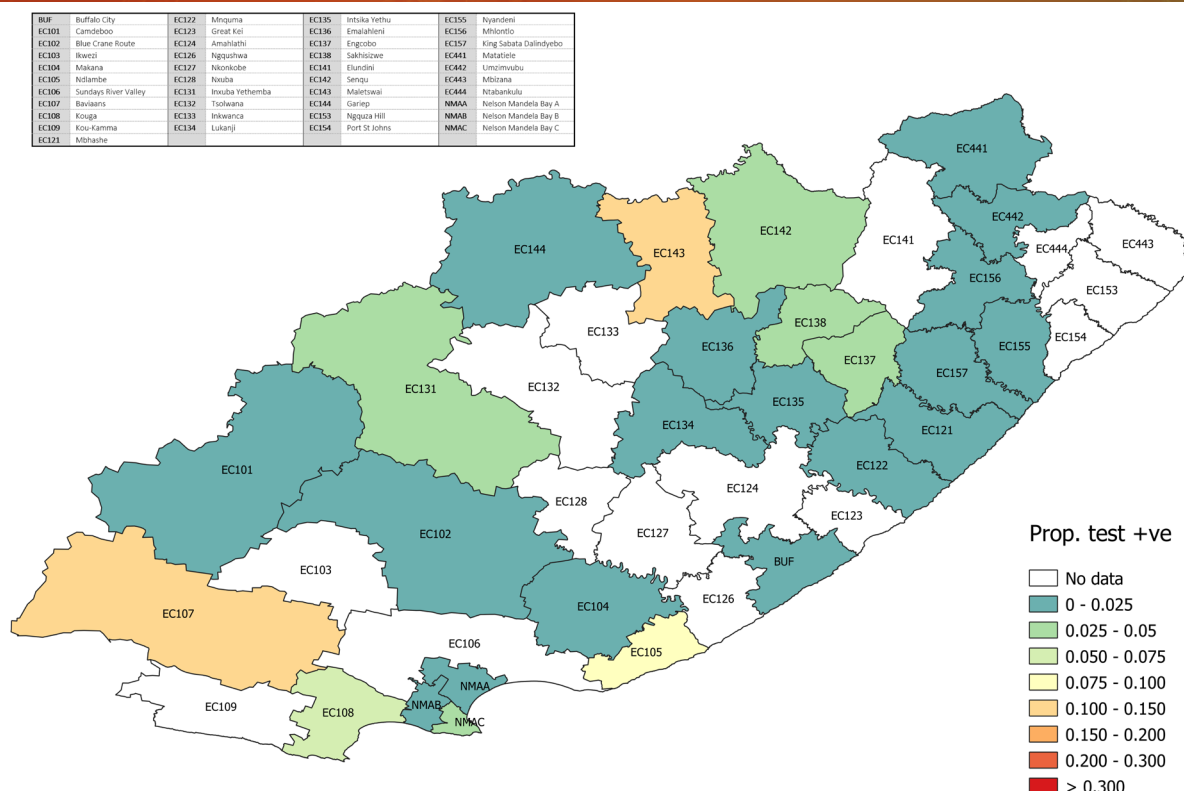 BUF Buffalo City EC122 Mnquma EC135 Intsika Yethu EC155 Nyandeni
EC101 Camdeboo EC123 Great Kei EC136 Emalahleni EC156 Mhlontlo
EC102 Blue Crane Route EC124 Amahlathi EC137 Engcobo EC157 King Sabata Dalindyebo
EC103 Ikwezi EC126 Ngqushwa EC138 Sakhisizwe EC441 Matatiele
EC104 Makana EC127 Nkonkobe EC141 Elundini EC442 Umzimvubu
EC105 Ndlambe EC128 Nxuba EC142 Senqu EC443 Mbizana
EC106 Sundays River Valley EC131 Inxuba Yethemba EC143 Maletswai EC444 Ntabankulu
EC107 Baviaans EC132 Tsolwana EC144 Gariep NMAA Nelson Mandela Bay A
EC108 Kouga EC133 Inkwanca EC153 Ngquza Hill NMAB Nelson Mandela Bay B
EC109 Kou-Kamma EC134 Lukanji EC154 Port St Johns NMAC Nelson Mandela Bay C
EC121 Mbhashe
EC441
EC442
EC142
EC141
EC443
EC444
EC144
EC143
EC156
EC153
EC138
EC133
EC154
EC136
EC155
EC137
EC157
EC132
EC131
EC135
EC134
EC121
EC101
EC122
EC124
EC128
EC123
EC102
EC127
Prop. test +ve
BUF
EC103
No data
EC126
0 - 0.025
EC104
EC107
0.025 - 0.05
EC106
EC105
0.050 - 0.075
0.075 - 0.100
NMAA
EC109
EC108
NMAB
0.100 - 0.150
NMAC
0.150 - 0.200
0.200 - 0.300
> 0.300